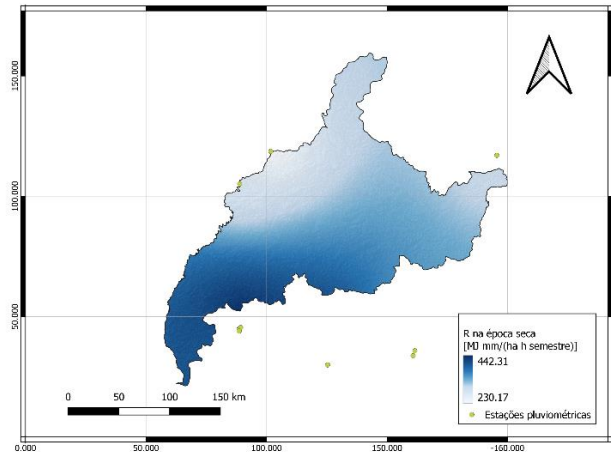 150.000
100.000
50.000
R na época seca
[MJ mm/(ha h semestre)]
442.31
230.17
Estações pluviométricas
0 50 100 150 km
0.000 50.000 100.000 150.000 -160.000